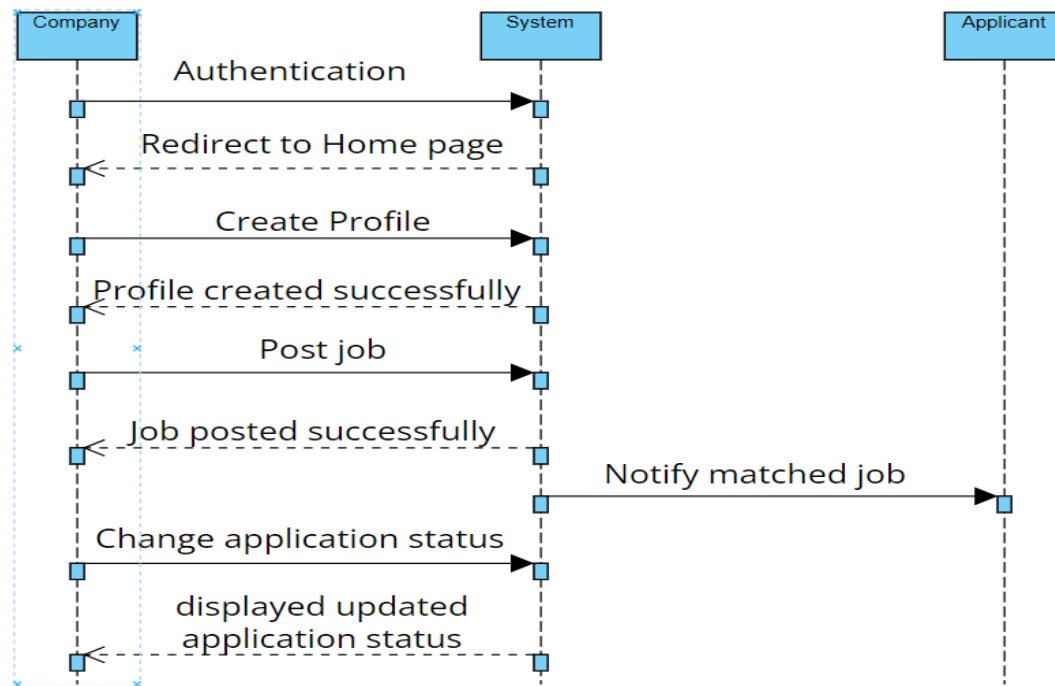 Company
System
Applicant
Authentication
Redirect to Home page
Create Profile
Profile created successfully
Post job
Job posted successfully
Notify matched job
Change application status
displayed updated
application status